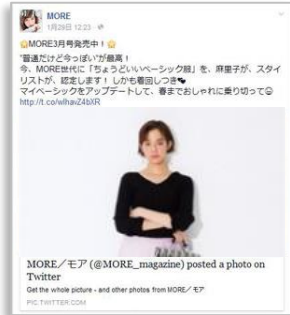 MORE
1月28日 12:23
MORE3月号発売中！
"普通だけど今っぽい"が最高！
今、MORE世代に「ちょうどいいベーシック服」を、麻里子が、スタイ
リストが、認定します！ しかも着回しつき
マイベーシックをアップデートして、春までおしゃれに乗り切って
http://t.co/wIhavZ4bXR
MORE／モア (@MORE_magazine) posted a photo on
Twitter
Get the whole picture - and other photos from MORE／モア
PIC.TWITTER.COM